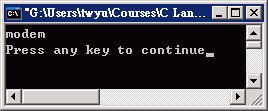 "G:\Users\twyu\Courses\C Lan...
modem
Press any key to continue_